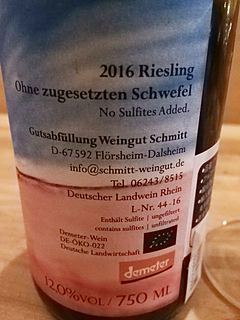 2016 Riesling
Ohne zugesetzten Schwefel
No Sulfites Added.
Gutsabfüllung Weingut Schmitt
D-67592 Flörsheim-Dalsheim
info@schmitt-weingut.de
Tel. 06243/8515
Deutscher Landwein Rhein
L-Nr. 44-16
Enthält Sulfite | ungefiltert
contains sulfites | unfiltered
Demeter-Wein
DE-ÖKO-022
Deutsche Landwirtschaft
demeter
12,0%VOL / 750 ML